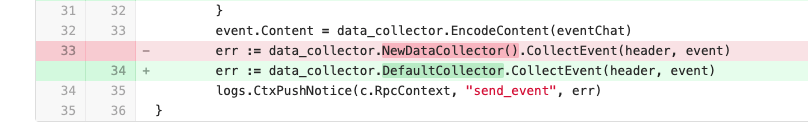 31 32 }
32 33 event.Content = data_collector.EncodeContent(eventChat)
33 - err := data_collector.NewDataCollector().CollectEvent(header, event)
34 + err := data_collector.DefaultCollector.CollectEvent(header, event)
34 35 logs.CtxPushNotice(c.RpcContext, "send_event", err)
35 36 }